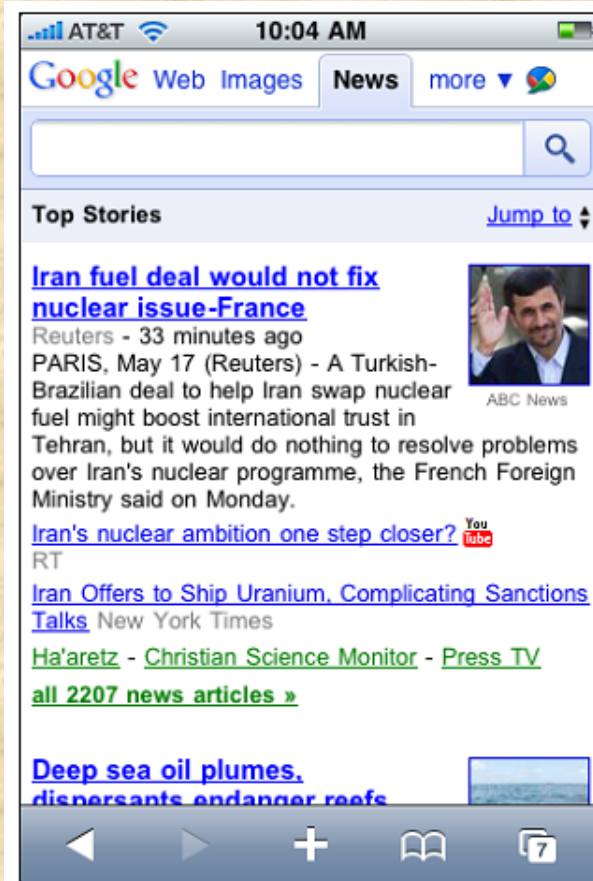 AT&T 10:04 AM
Google Web Images News more ▼
Top Stories Jump to
Iran fuel deal would not fix
nuclear issue-France
Reuters - 33 minutes ago
PARIS, May 17 (Reuters) - A Turkish-
Brazilian deal to help Iran swap nuclear
fuel might boost international trust in
ABC News
Tehran, but it would do nothing to resolve problems
over Iran's nuclear programme, the French Foreign
Ministry said on Monday.
Iran's nuclear ambition one step closer? You Tube
RT
Iran Offers to Ship Uranium, Complicating Sanctions
Talks New York Times
Ha'aretz - Christian Science Monitor - Press TV
all 2207 news articles »
Deep sea oil plumes,
dispersants endanger reefs
7